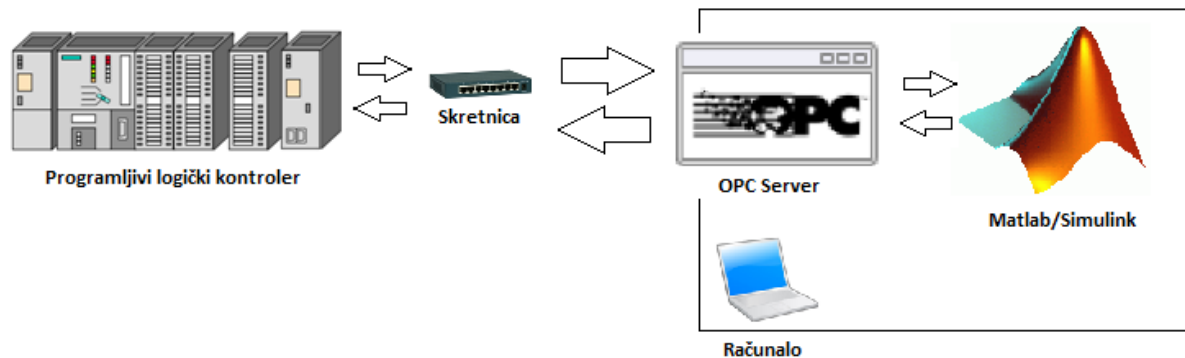 Programljivi logički kontroler
Skretnica
OPC
OPC Server
Matlab/Simulink
Računalo